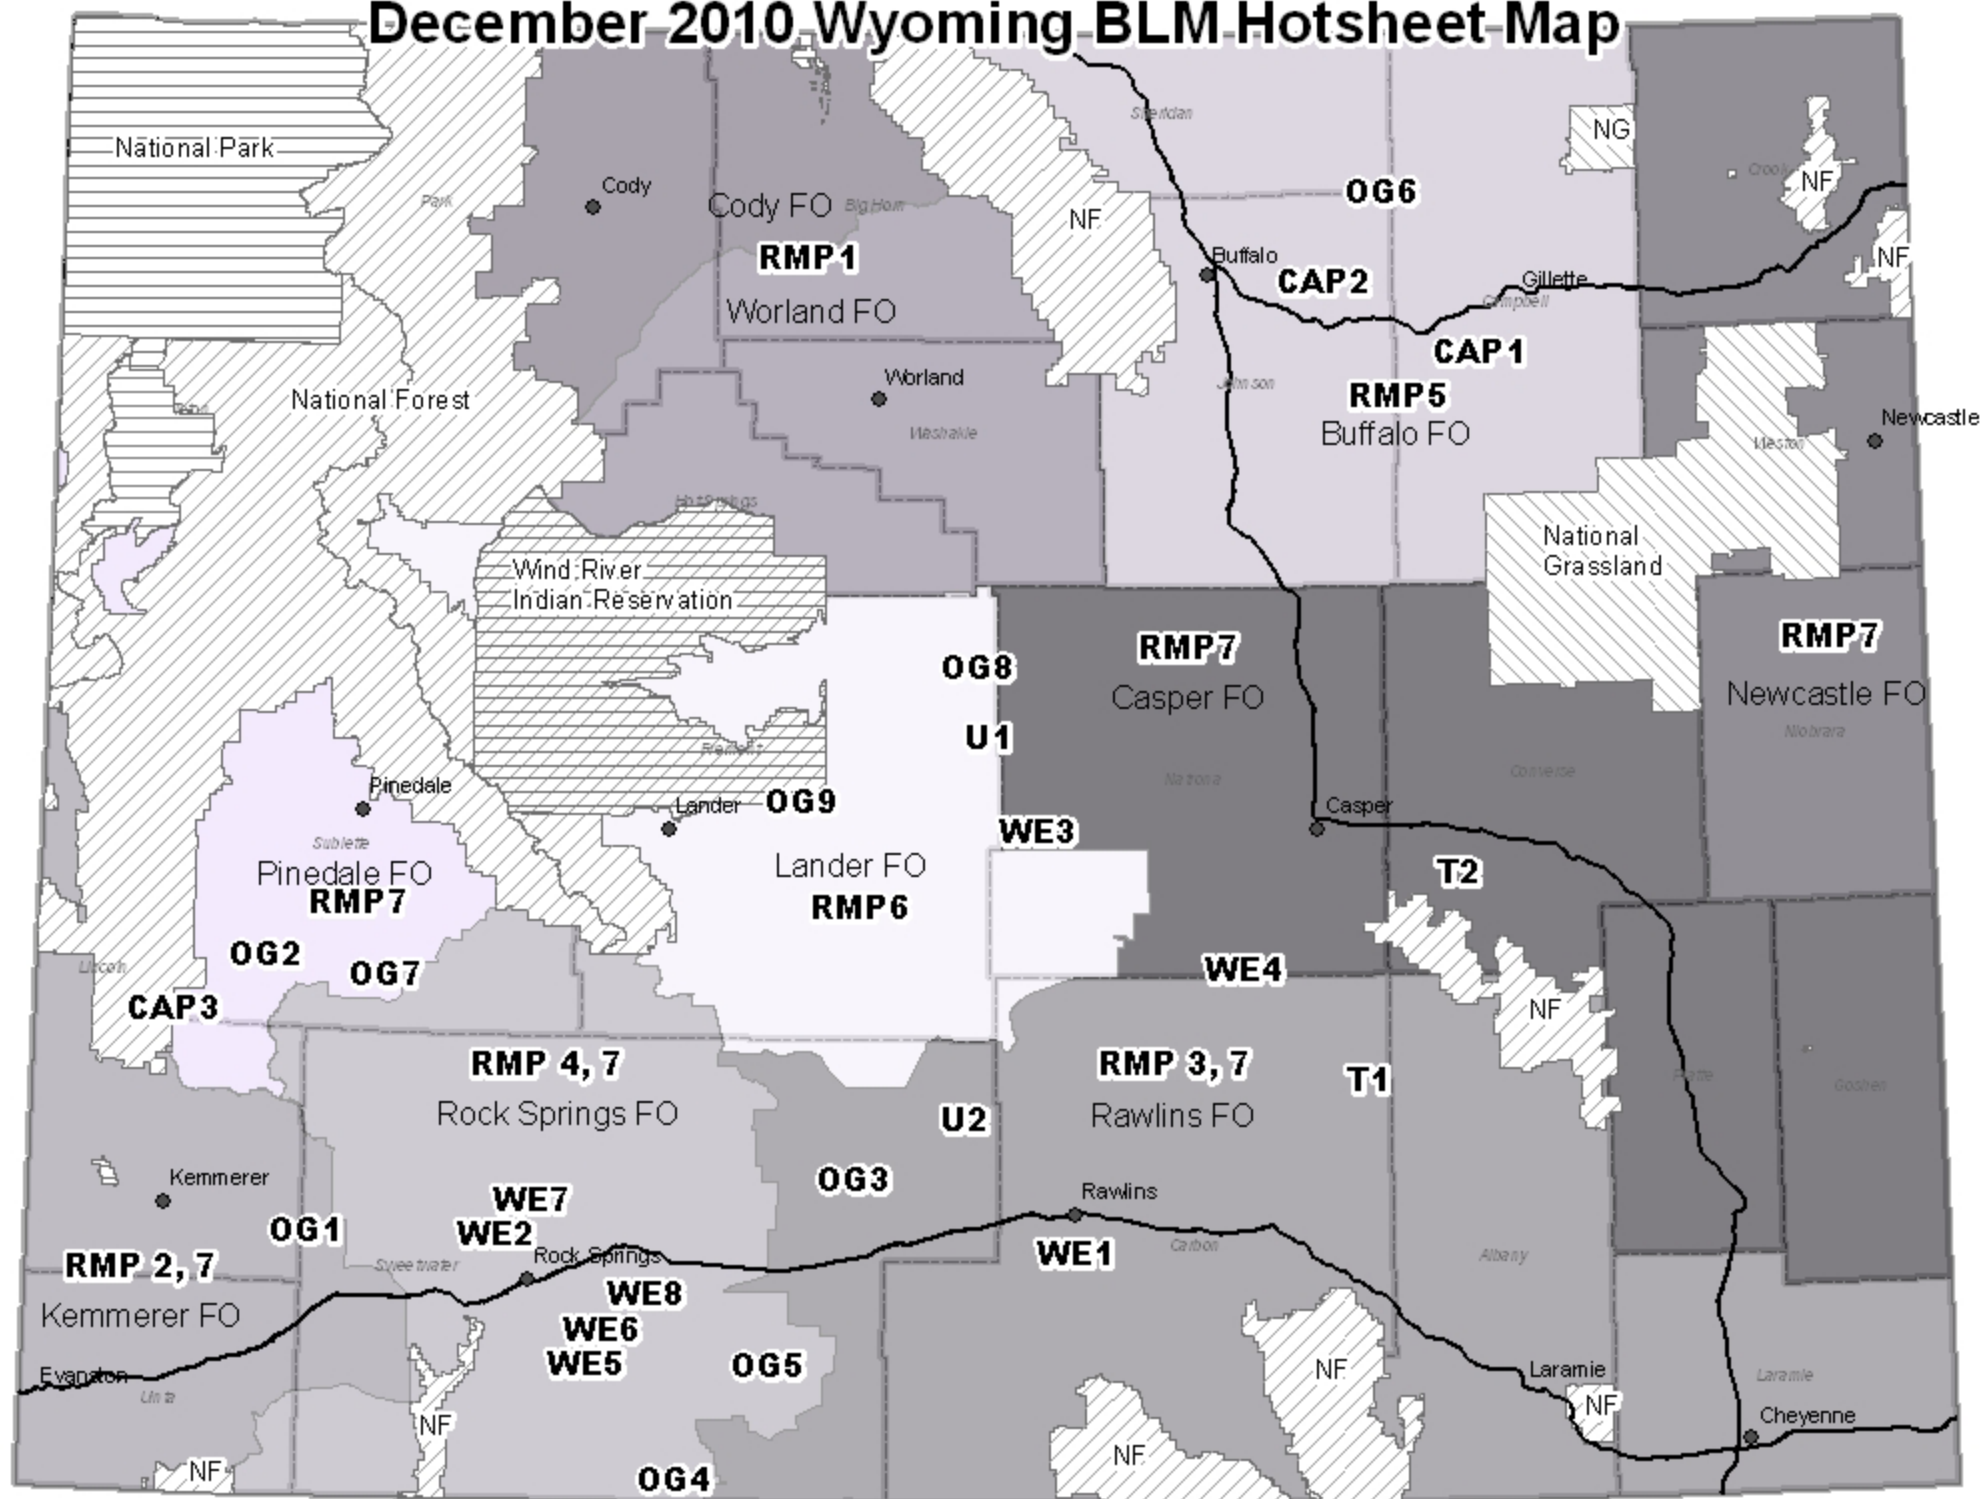 December 2010 Wyoming BLM Hotsheet Map
National Park
Cody
Park
Cody FO
Big Horn
RMP1
Worland FO
NF
Sheridan
OG6
NG
Crook
NF
NF
Buffalo
CAP2
Gillette
Campbell
CAP1
Johnson
RMP5
Buffalo FO
National Forest
Worland
Washakie
Hot Springs
Newcastle
Weston
National
Grassland
Wind River
Indian Reservation
Fremont
OG8
U1
RMP7
Casper FO
Natrona
Converse
RMP7
Newcastle FO
Niobrara
Pinedale
Sublette
Pinedale FO
RMP7
OG2
OG7
Lincoln
CAP3
Lander
OG9
Lander FO
RMP6
WE3
Casper
T2
WE4
NF
RMP 4, 7
Rock Springs FO
RMP 3, 7
Rawlins FO
T1
U2
OG3
Platte
Goshen
Kemmerer
OG1
RMP 2, 7
Kemmerer FO
WE7
WE2
Rock Springs
Sweetwater
WE8
WE6
WE5
OG5
OG4
Rawlins
WE1
Carbon
Albany
Evanston
Uinta
NF
NF
NF
NF
Laramie
NF
Laramie
Cheyenne